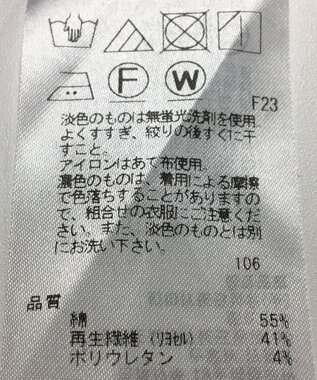 F W
F23
淡色のものは無蛍光洗剤を使用
よくすすぎ、絞りの後すぐに干
すこと。
アイロンはあて布使用。
濃色のものは、着用による摩擦
で色落ちすることがありますの
で、組合せの衣服にご注意くだ
さい。また、淡色のものとは別
にお洗い下さい。
106
品質
綿 55%
再生繊維 (リヨセル) 41%
ポリウレタン 4%